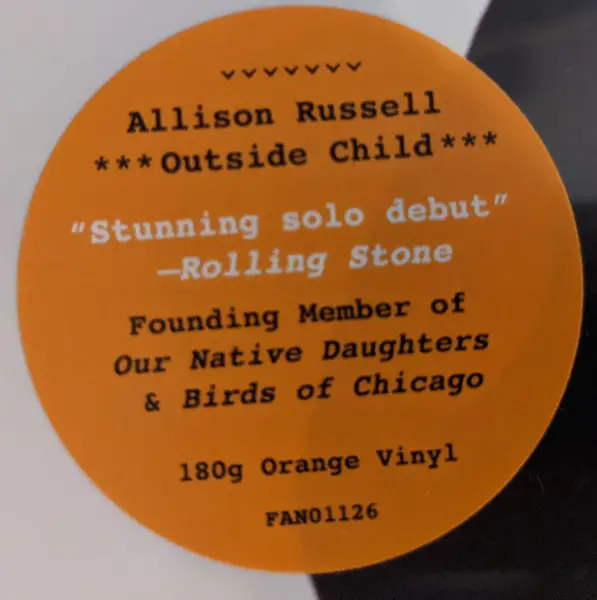 Allison Russell
***Outside Child***
"Stunning solo debut"
—Rolling Stone
Founding Member of
Our Native Daughters
& Birds of Chicago
180g Orange Vinyl
FAN01126